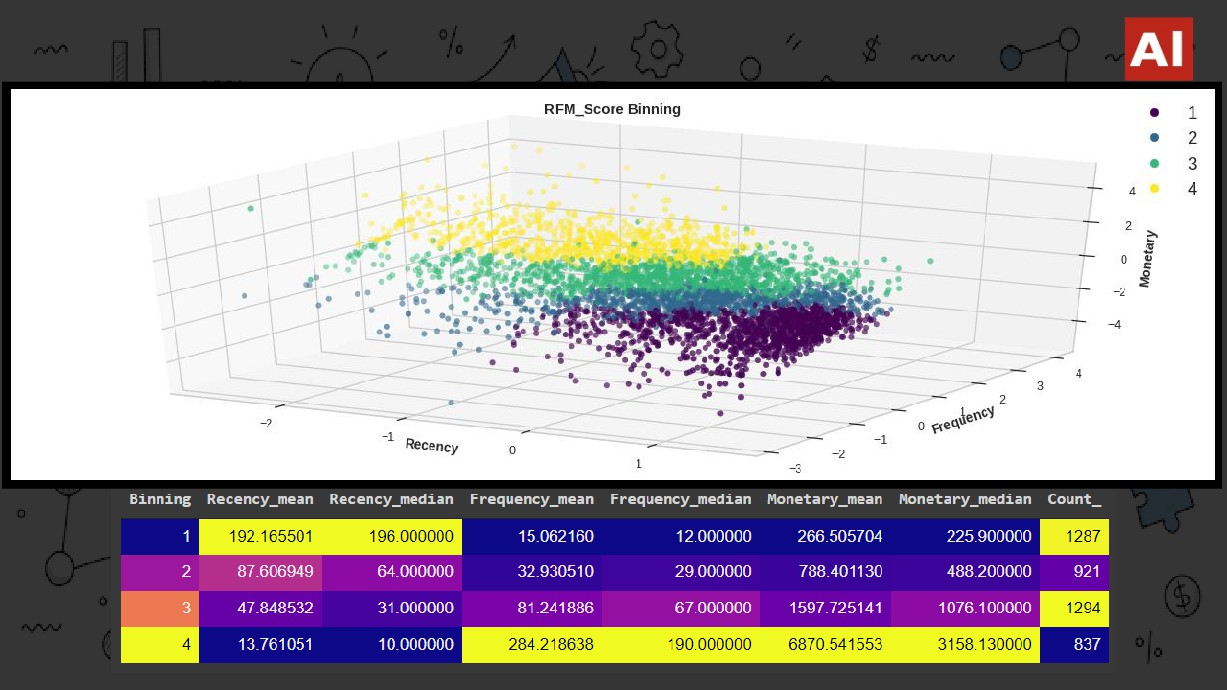 AI
RFM_Score Binning
1
2
3
4
4
2
0
−2
−4
Monetary
−2
−1
0
1
Recency
−3
−2
−1
0
1
2
3
4
Frequency
Binning Recency_mean Recency_median Frequency_mean Frequency_median Monetary_mean Monetary_median Count_
1 192.165501 196.000000 15.062160 12.000000 266.505704 225.900000 1287
2 87.606949 64.000000 32.930510 29.000000 788.401130 488.200000 921
3 47.848532 31.000000 81.241886 67.000000 1597.725141 1076.100000 1294
4 13.761051 10.000000 284.218638 190.000000 6870.541553 3158.130000 837